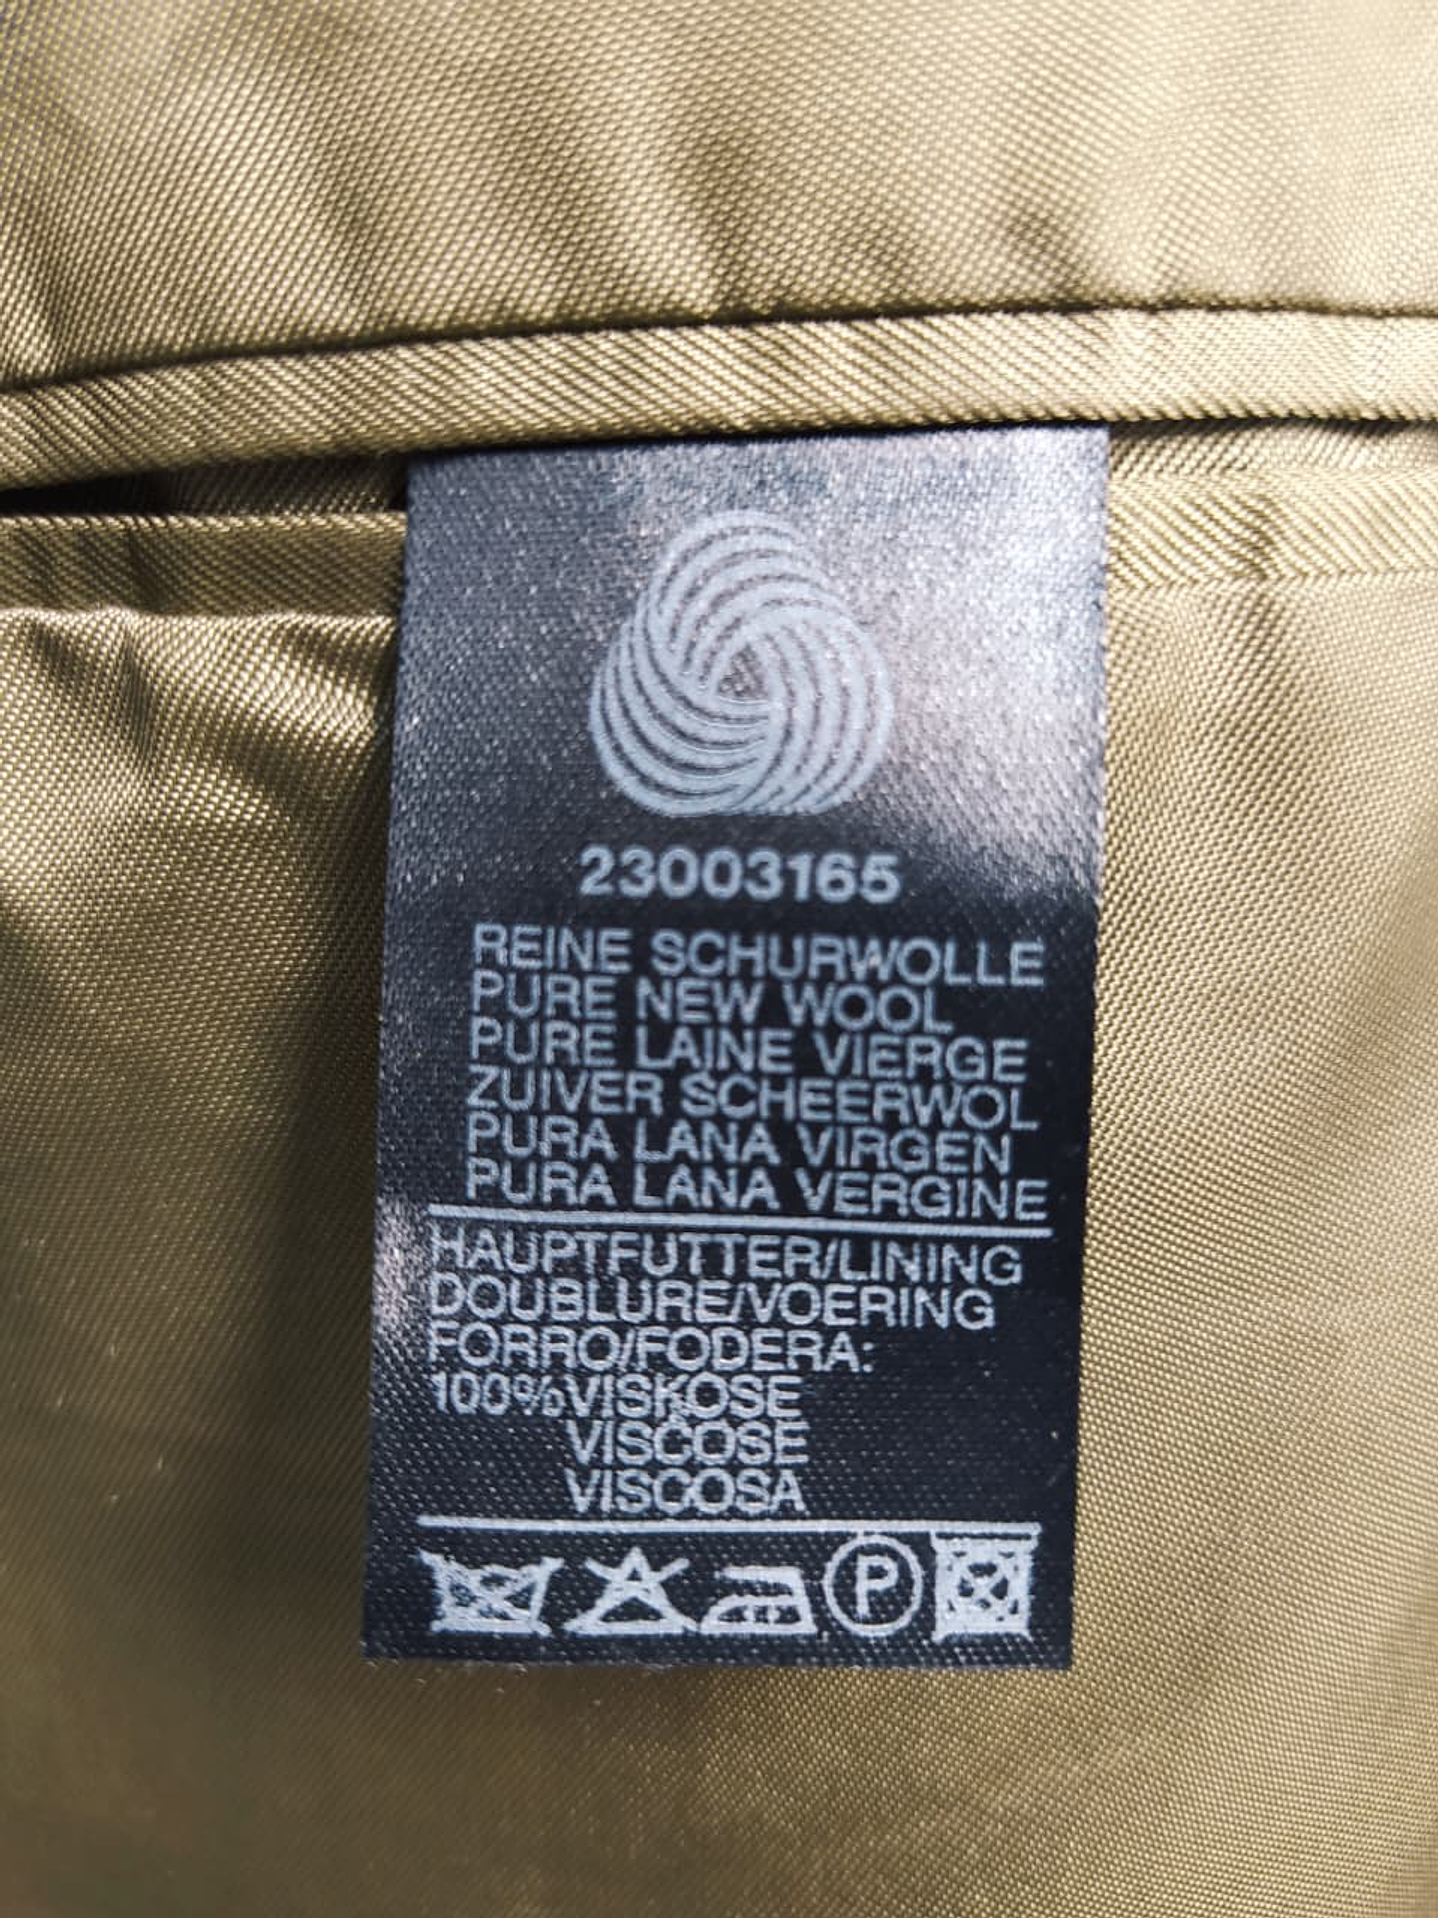 23003165
REINE SCHURWOLLE
PURE NEW WOOL
PURE LAINE VIERGE
ZUIVER SCHEERWOL
PURA LANA VIRGEN
PURA LANA VERGINE
HAUPTFUTTER/LINING
DOUBLURE/VOERING
FORRO/FODERA:
100%VISKOSE
VISCOSE
VISCOSA
P